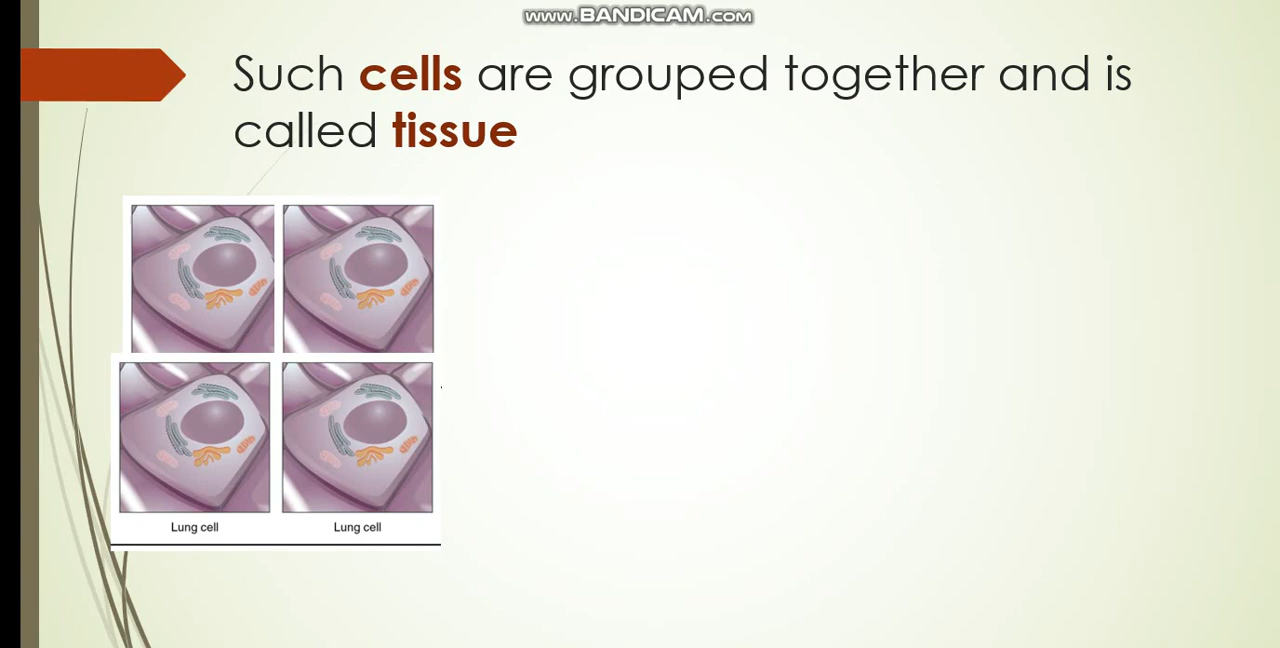 www.BANDICAM.com
Such cells are grouped together and is
called tissue
Lung cell
Lung cell